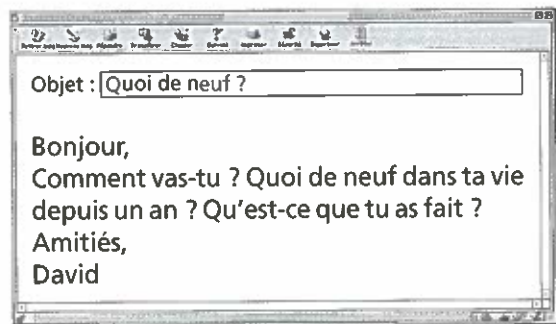 Objet : Quoi de neuf ?
Bonjour,
Comment vas-tu ? Quoi de neuf dans ta vie
depuis un an ? Qu'est-ce que tu as fait ?
Amitiés,
David